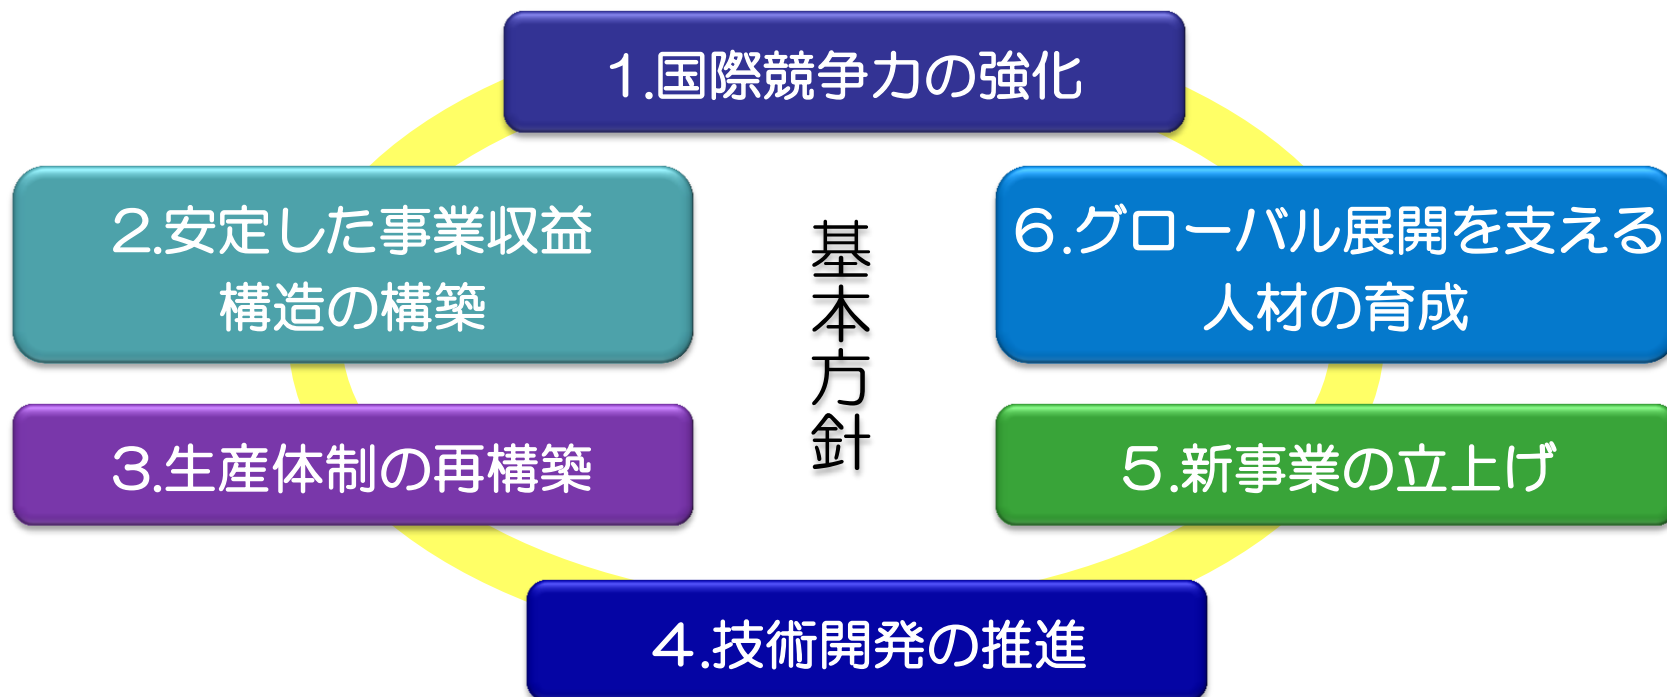 1.国際競争力の強化
2.安定した事業収益
構造の構築
3.生産体制の再構築
4.技術開発の推進
5.新事業の立上げ
6.グローバル展開を支える
人材の育成
基本方針